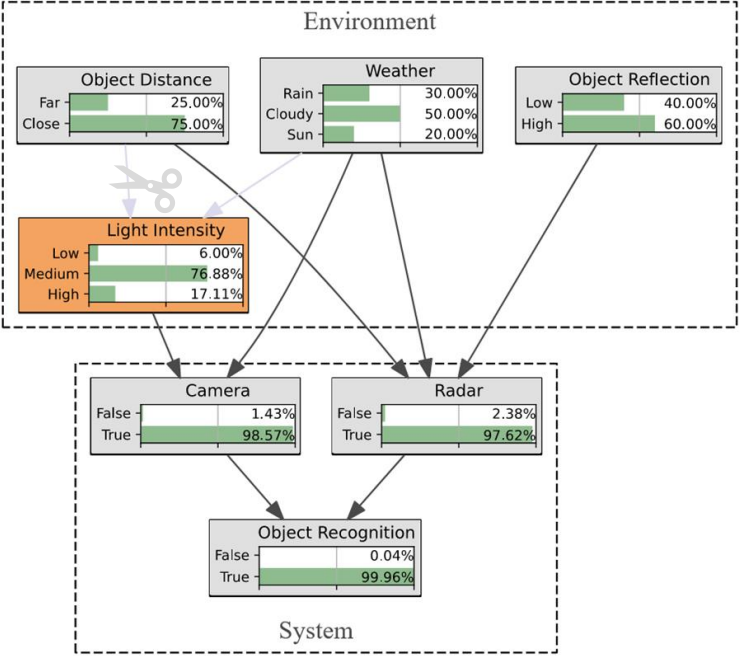 Environment
Object Distance
Far 25.00%
Close 75.00%
Weather
Rain 30.00%
Cloudy 50.00%
Sun 20.00%
Object Reflection
Low 40.00%
High 60.00%
Light Intensity
Low 6.00%
Medium 76.88%
High 17.11%
Camera
False 1.43%
True 98.57%
Radar
False 2.38%
True 97.62%
Object Recognition
False 0.04%
True 99.96%
System